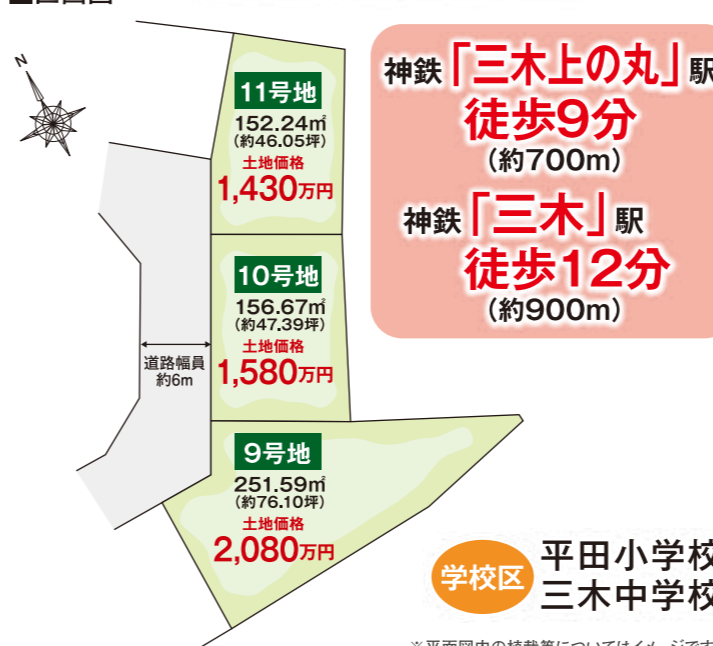 N
11号地
152.24㎡
(約46.05坪)
土地価格
1,430万円
10号地
156.67㎡
(約47.39坪)
土地価格
1,580万円
道路幅員
約6m
9号地
251.59㎡
(約76.10坪)
土地価格
2,080万円
神鉄「三木上の丸」駅
徒歩9分
(約700m)
神鉄「三木」駅
徒歩12分
(約900m)
学校区
平田小学校
三木中学校